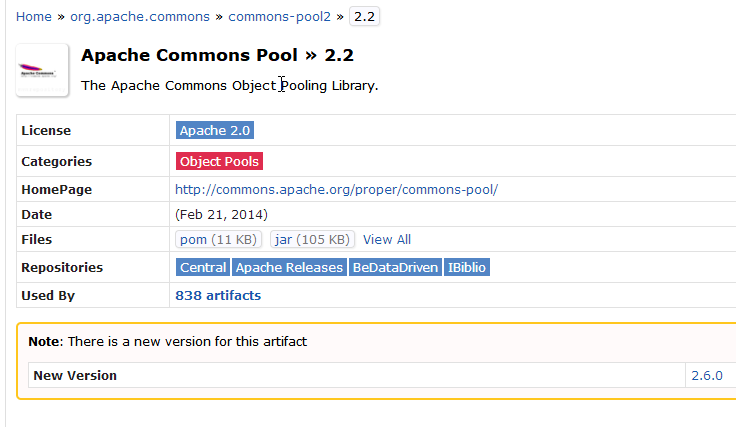 Home » org.apache.commons » commons-pool2 » 2.2
Apache Commons Pool » 2.2
The Apache Commons Object Pooling Library.
License Apache 2.0
Categories Object Pools
HomePage http://commons.apache.org/proper/commons-pool/
Date (Feb 21, 2014)
Files pom (11 KB) jar (105 KB) View All
Repositories Central Apache Releases BeDataDriven IBiblio
Used By 838 artifacts
Note: There is a new version for this artifact
New Version 2.6.0